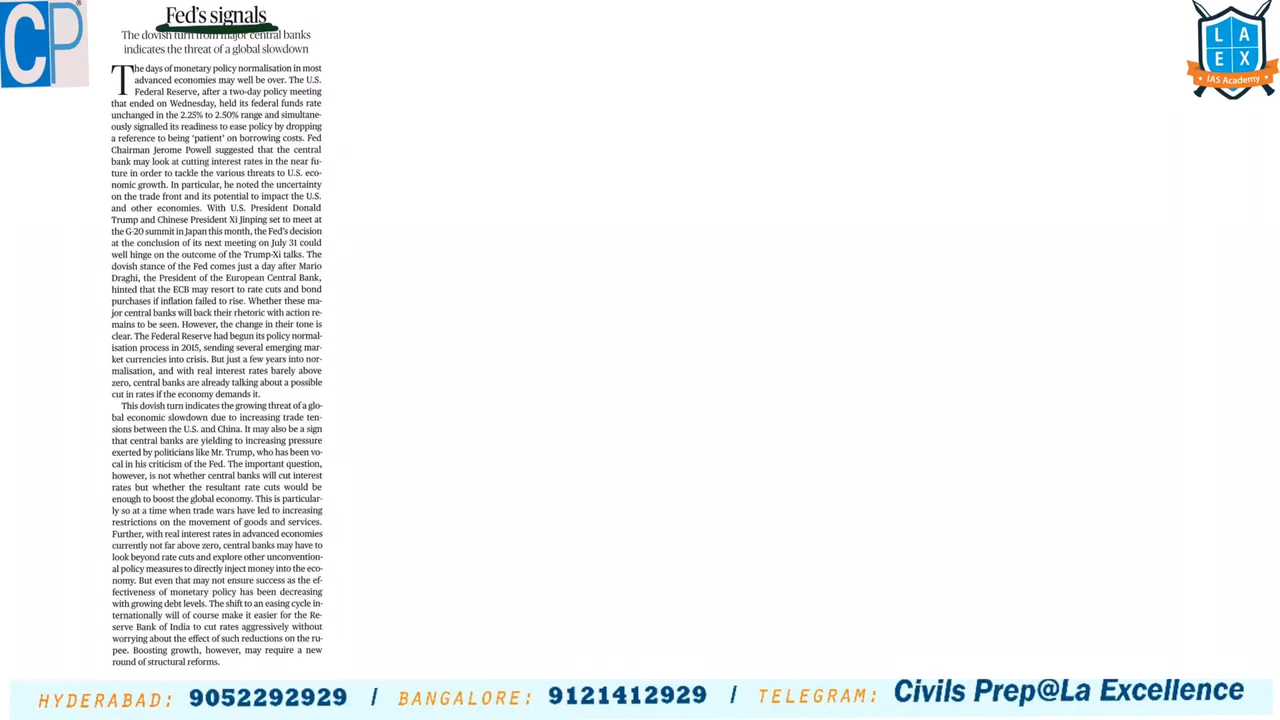 CP®
Fed's signals
The dovish turn from major central banks
indicates the threat of a global slowdown
The days of monetary policy normalisation in most
advanced economies may well be over. The U.S.
Federal Reserve, after a two-day policy meeting
that ended on Wednesday, held its federal funds rate
unchanged in the 2.25% to 2.50% range and simultane-
ously signalled its readiness to ease policy by dropping
a reference to being 'patient' on borrowing costs. Fed
Chairman Jerome Powell suggested that the central
bank may look at cutting interest rates in the near fu-
ture in order to tackle the various threats to U.S. eco-
nomic growth. In particular, he noted the uncertainty
on the trade front and its potential to impact the U.S.
and other economies. With U.S. President Donald
Trump and Chinese President Xi Jinping set to meet at
the G-20 summit in Japan this month, the Fed's decision
at the conclusion of its next meeting on July 31 could
well hinge on the outcome of the Trump-Xi talks. The
dovish stance of the Fed comes just a day after Mario
Draghi, the President of the European Central Bank,
hinted that the ECB may resort to rate cuts and bond
purchases if inflation failed to rise. Whether these ma-
jor central banks will back their rhetoric with action re-
mains to be seen. However, the change in their tone is
clear. The Federal Reserve had begun its policy normal-
isation process in 2015, sending several emerging mar-
ket currencies into crisis. But just a few years into nor-
malisation, and with real interest rates barely above
zero, central banks are already talking about a possible
cut in rates if the economy demands it.
This dovish turn indicates the growing threat of a glo-
bal economic slowdown due to increasing trade ten-
sions between the U.S. and China. It may also be a sign
that central banks are yielding to increasing pressure
exerted by politicians like Mr. Trump, who has been vo-
cal in his criticism of the Fed. The important question,
however, is not whether central banks will cut interest
rates but whether the resultant rate cuts would be
enough to boost the global economy. This is particular-
ly so at a time when trade wars have led to increasing
restrictions on the movement of goods and services.
Further, with real interest rates in advanced economies
currently not far above zero, central banks may have to
look beyond rate cuts and explore other unconvention-
al policy measures to directly inject money into the eco-
nomy. But even that may not ensure success as the ef-
fectiveness of monetary policy has been decreasing
with growing debt levels. The shift to an easing cycle in-
ternationally will of course make it easier for the Re-
serve Bank of India to cut rates aggressively without
worrying about the effect of such reductions on the ru-
pee. Boosting growth, however, may require a new
round of structural reforms.
L A
E X
IAS Academy
HYDERABAD: 9052292929 / BANGALORE: 9121412929 / TELEGRAM: Civils Prep@La Excellence